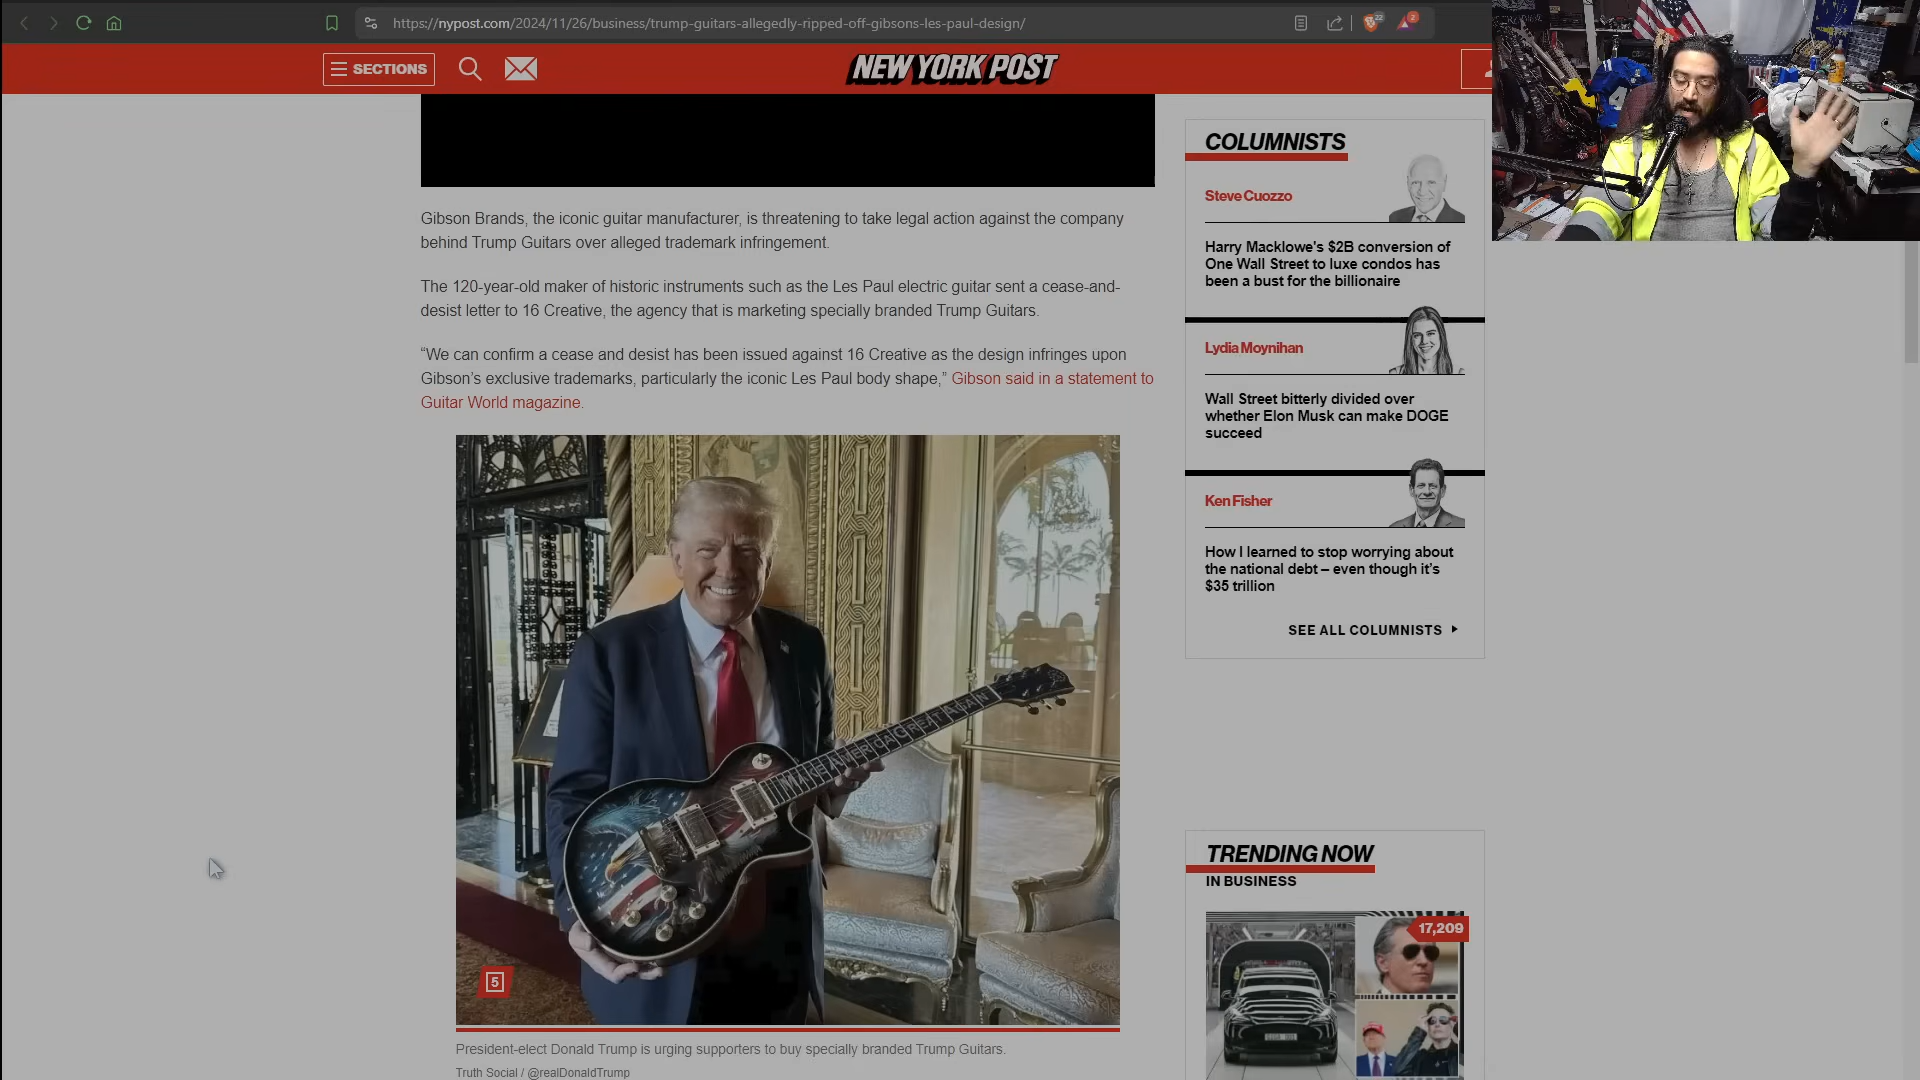 https://nypost.com/2024/11/26/business/trump-guitars-allegedly-ripped-off-gibsons-les-paul-design/
22
2
SECTIONS
NEW YORK POST
Gibson Brands, the iconic guitar manufacturer, is threatening to take legal action against the company
behind Trump Guitars over alleged trademark infringement.
The 120-year-old maker of historic instruments such as the Les Paul electric guitar sent a cease-and-
desist letter to 16 Creative, the agency that is marketing specially branded Trump Guitars.
“We can confirm a cease and desist has been issued against 16 Creative as the design infringes upon
Gibson’s exclusive trademarks, particularly the iconic Les Paul body shape,” Gibson said in a statement to
Guitar World magazine.
MAKE AMERICA GREAT AGAIN
5
President-elect Donald Trump is urging supporters to buy specially branded Trump Guitars.
Truth Social / @realDonaldTrump
COLUMNISTS
Steve Cuozzo
Harry Macklowe's $2B conversion of
One Wall Street to luxe condos has
been a bust for the billionaire
Lydia Moynihan
Wall Street bitterly divided over
whether Elon Musk can make DOGE
succeed
Ken Fisher
How I learned to stop worrying about
the national debt – even though it’s
$35 trillion
SEE ALL COLUMNISTS
TRENDING NOW
IN BUSINESS
17,209